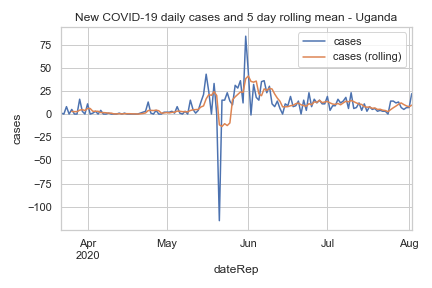 New COVID-19 daily cases and 5 day rolling mean - Uganda
cases
cases (rolling)
75
50
25
0
−25
−50
−75
−100
cases
Apr
2020
May
Jun
Jul
Aug
dateRep